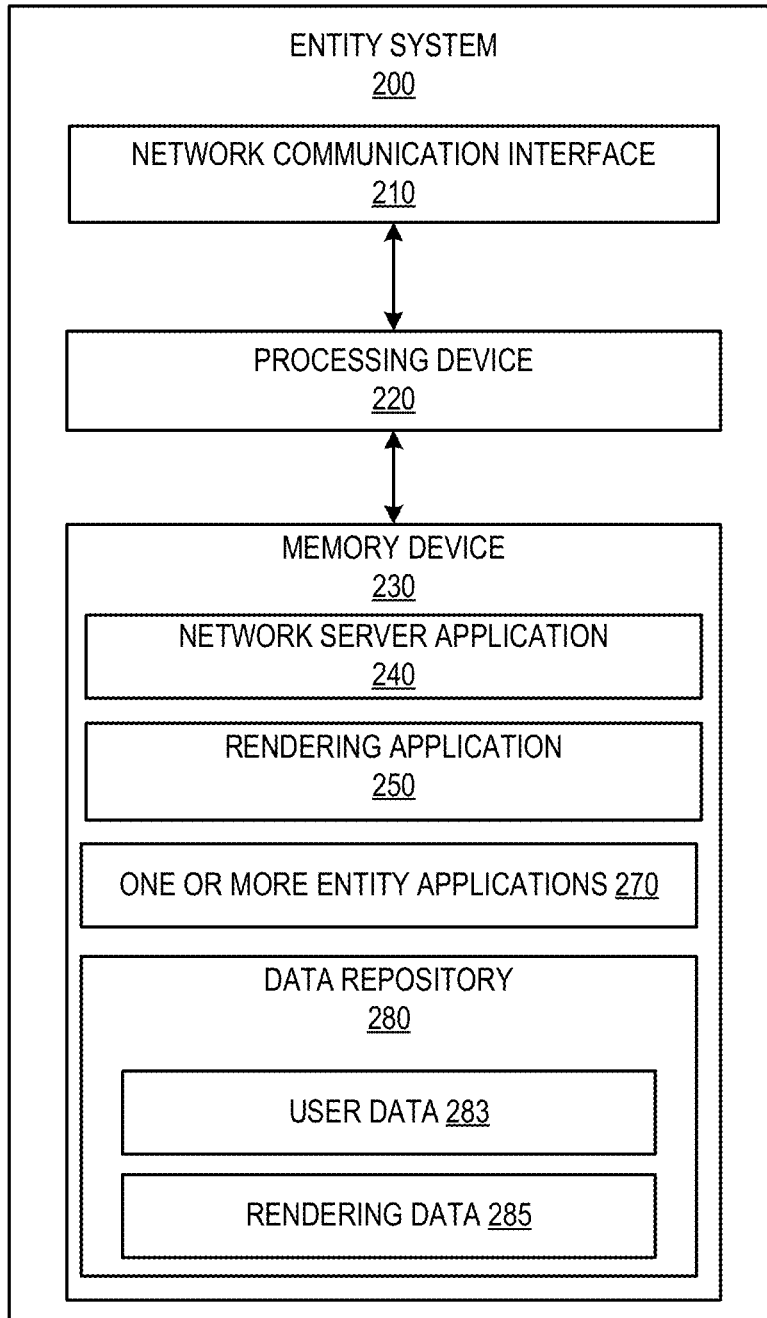 ENTITY SYSTEM
200
NETWORK COMMUNICATION INTERFACE
210
PROCESSING DEVICE
220
MEMORY DEVICE
230
NETWORK SERVER APPLICATION
240
RENDERING APPLICATION
250
ONE OR MORE ENTITY APPLICATIONS 270
DATA REPOSITORY
280
USER DATA 283
RENDERING DATA 285